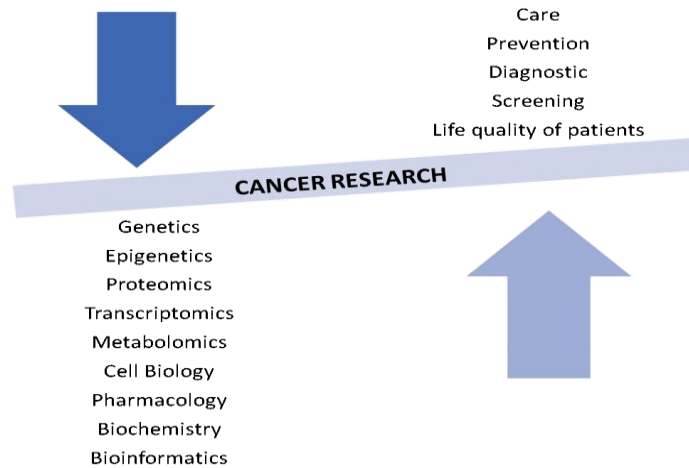 Care
Prevention
Diagnostic
Screening
Life quality of patients
CANCER RESEARCH
Genetics
Epigenetics
Proteomics
Transcriptomics
Metabolomics
Cell Biology
Pharmacology
Biochemistry
Bioinformatics